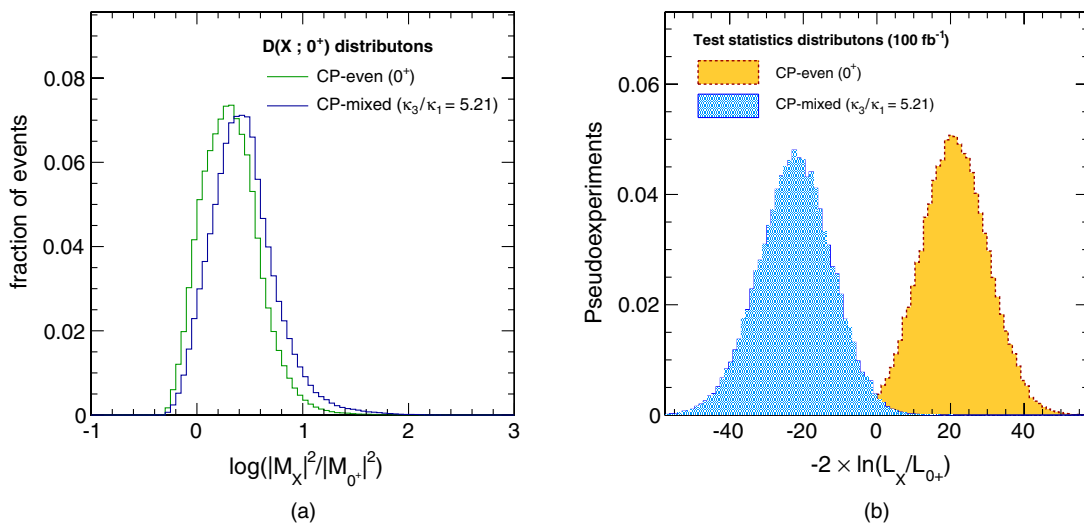 D(X ; 0⁺) distributons
CP-even (0⁺)
CP-mixed (κ₃/κ₁ = 5.21)
fraction of events
0.08
0.06
0.04
0.02
0
-1
0
1
2
3
log(|M_X|²/|M_0⁺|²)
(a)
Test statistics distributons (100 fb⁻¹)
CP-even (0⁺)
CP-mixed (κ₃/κ₁ = 5.21)
Pseudoexperiments
0.06
0.04
0.02
0
-40
-20
0
20
40
-2 × ln(L_X/L_0+)
(b)